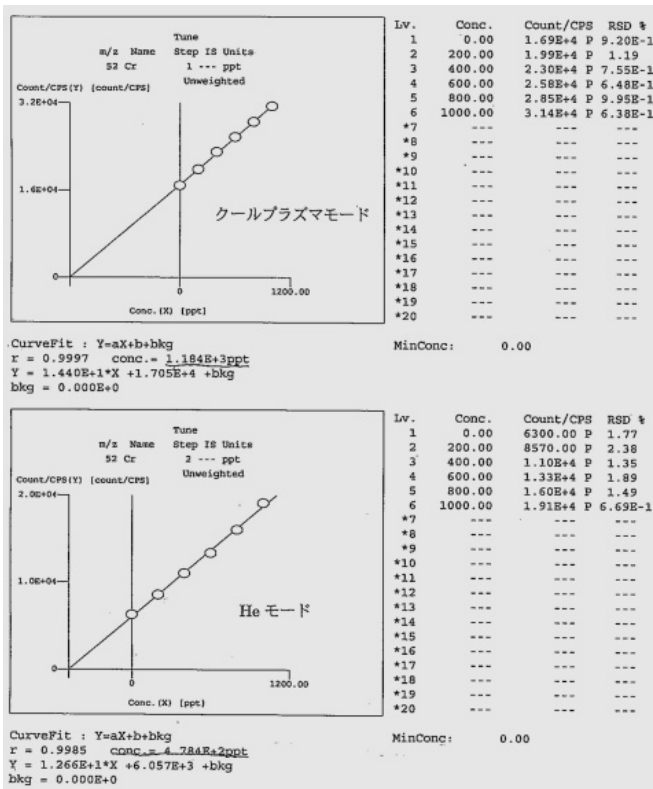 Tune
m/z Name Step IS Units
52 Cr 1 --- ppt
Unweighted
Count/CPS(Y) [count/CPS]
3.2E+04
1.6E+04
0
0
1200.00
Conc.(X) [ppt]
クールプラズマモード
Lv. Conc. Count/CPS RSD %
1 0.00 1.69E+4 P 9.20E-1
2 200.00 1.99E+4 P 1.19
3 400.00 2.30E+4 P 7.55E-1
4 600.00 2.58E+4 P 6.48E-1
5 800.00 2.85E+4 P 9.95E-1
6 1000.00 3.14E+4 P 6.38E-1
*7 --- --- ---
*8 --- --- ---
*9 --- --- ---
*10 --- --- ---
*11 --- --- ---
*12 --- --- ---
*13 --- --- ---
*14 --- --- ---
*15 --- --- ---
*16 --- --- ---
*17 --- --- ---
*18 --- --- ---
*19 --- --- ---
*20 --- --- ---
CurveFit : Y=aX+b+bkg
r = 0.9997 conc.= 1.184E+3ppt
Y = 1.440E+1*X +1.705E+4 +bkg
bkg = 0.000E+0
MinConc: 0.00
Tune
m/z Name Step IS Units
52 Cr 2 --- ppt
Unweighted
Count/CPS(Y) [count/CPS]
2.0E+04
1.0E+04
0
0
1200.00
Conc.(X) [ppt]
He モード
Lv. Conc. Count/CPS RSD %
1 0.00 6300.00 P 1.77
2 200.00 8570.00 P 2.38
3 400.00 1.10E+4 P 1.35
4 600.00 1.33E+4 P 1.89
5 800.00 1.60E+4 P 1.49
6 1000.00 1.91E+4 P 6.69E-1
*7 --- --- ---
*8 --- --- ---
*9 --- --- ---
*10 --- --- ---
*11 --- --- ---
*12 --- --- ---
*13 --- --- ---
*14 --- --- ---
*15 --- --- ---
*16 --- --- ---
*17 --- --- ---
*18 --- --- ---
*19 --- --- ---
*20 --- --- ---
CurveFit : Y=aX+b+bkg
r = 0.9985 conc.= 4.784E+2ppt
Y = 1.266E+1*X +6.057E+3 +bkg
bkg = 0.000E+0
MinConc: 0.00